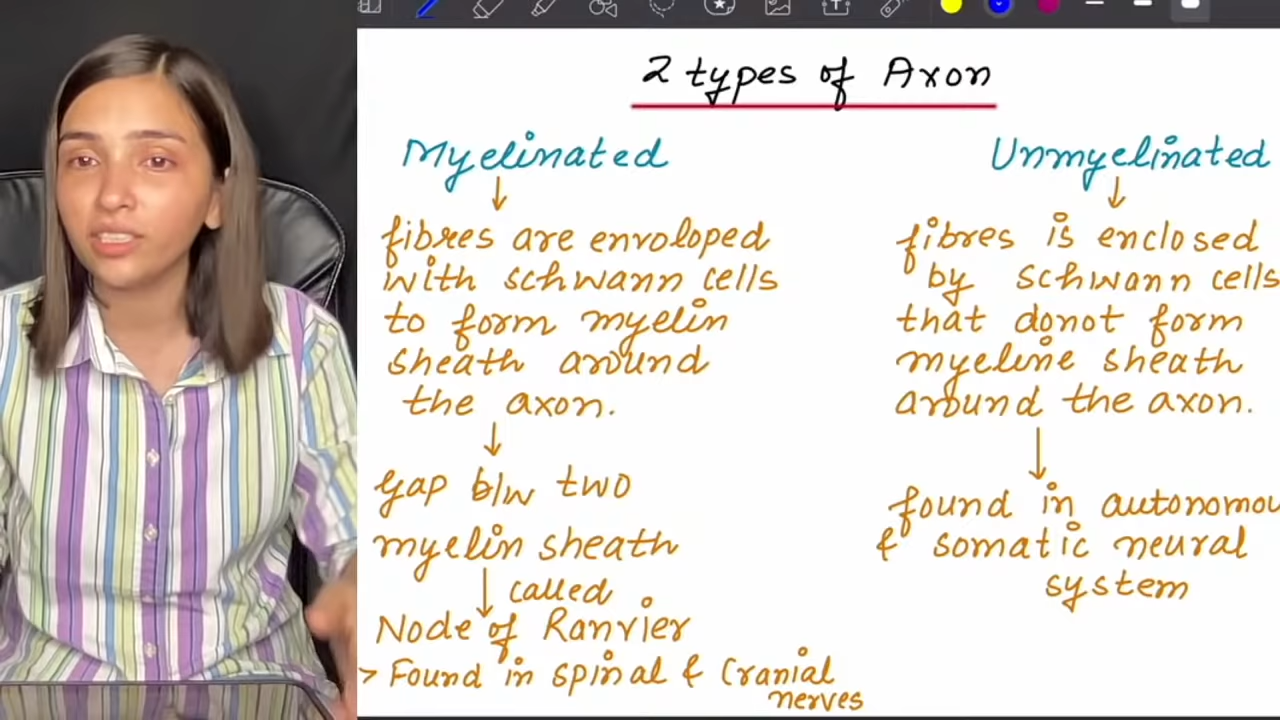 2 types of Axon
Myelinated
fibres are envoloped
with schwann cells
to form myelin
sheath around
the axon.
Gap b/w two
myelin sheath
called
Node of Ranvier
> Found in spinal & Cranial
nerves
Unmyelinated
fibres is enclosed
by schwann cells
that donot form
myeline sheath
around the axon.
found in autonomou
& somatic neural
system